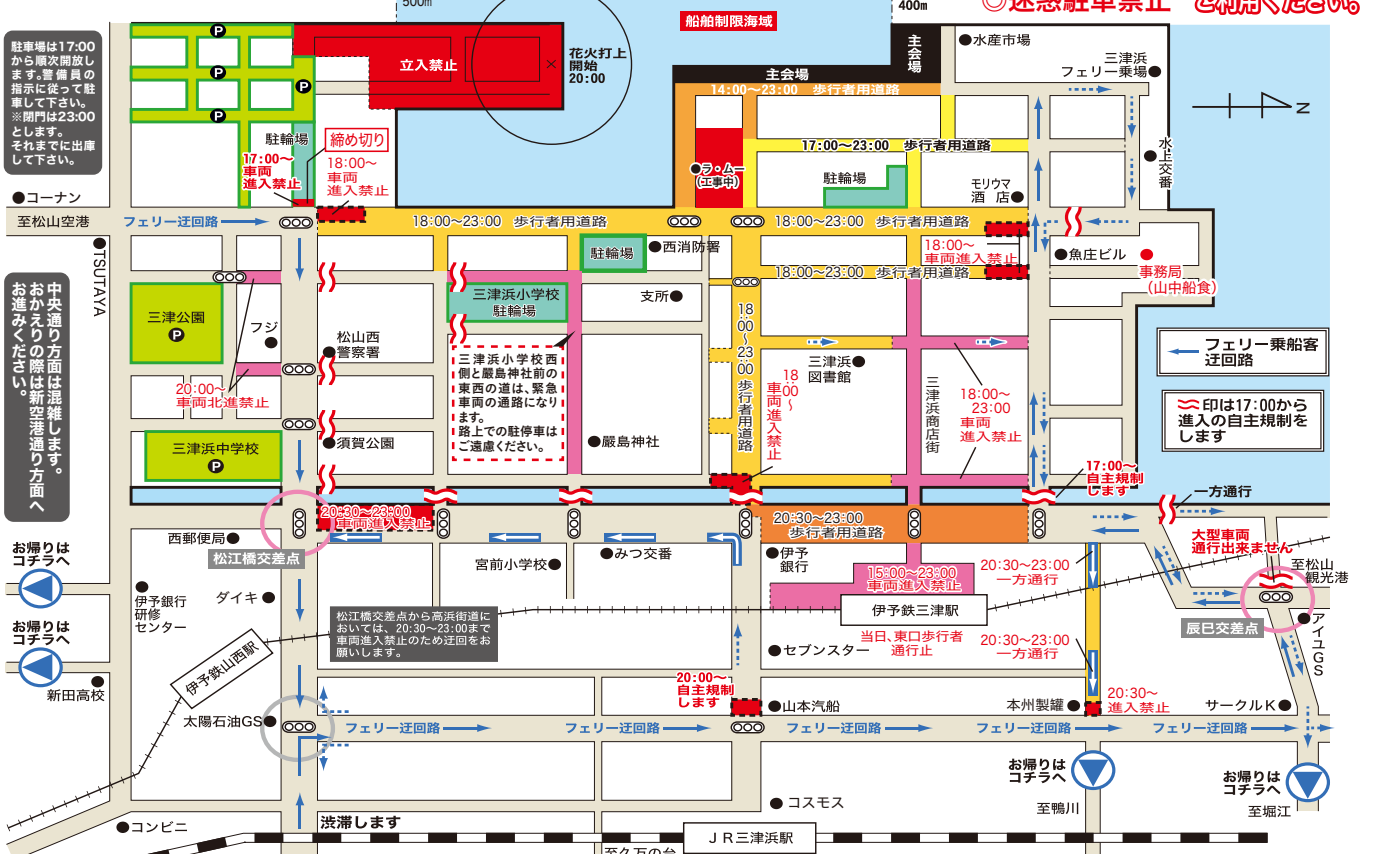 500m
400m
◎迷惑駐車禁止
ご利用ください。
船舶制限海域
P
P
P
P
駐車場は17:00
から順次開放し
ます。警備員の
指示に従って駐
車して下さい。
※閉門は23:00
とします。
それまでに出庫
して下さい。
立入禁止
花火打上
開始
20:00
主会場
主会場
水産市場
三津浜
フェリー乗場
14:00〜23:00 歩行者用道路
N
駐輪場
締め切り
17:00〜
車両
進入禁止
18:00〜
車両
進入禁止
17:00〜23:00 歩行者用道路
水上交番
ラ・ムー
(工事中)
駐輪場
モリウマ
酒 店
コーナン
至松山空港
フェリー迂回路
18:00〜23:00 歩行者用道路
18:00〜23:00 歩行者用道路
TSUTAYA
駐輪場
西消防署
18:00〜
車両進入禁止
魚庄ビル
事務局
(山中船食)
18:00〜23:00 歩行者用道路
中央通り方面は混雑します。
おかえりの際は新空港通り方面へ
お進みください。
三津公園
P
フジ
三津浜小学校
駐輪場
支所
18:00〜23:00 歩行者用道路
松山西
警察署
三津浜小学校西
側と厳島神社前の
東西の道は、緊急
車両の通路になり
ます。
路上での駐停車は
ご遠慮ください。
三津浜
図書館
フェリー乗船客
迂回路
20:00〜
車両北進禁止
18:00〜
車両進入禁止
三津浜商店街
18:00〜
23:00
車両
進入禁止
印は17:00から
進入の自主規制を
します
三津浜中学校
P
須賀公園
厳島神社
17:00〜
自主規制
します
一方通行
20:30〜23:00
車両進入禁止
20:30〜23:00
歩行者用道路
西郵便局
松江橋交差点
大型車両
通行出来ません
お帰りは
コチラへ
宮前小学校
みつ交番
伊予
銀行
15:00〜23:00
車両進入禁止
20:30〜23:00
一方通行
至松山
観光港
伊予銀行
研修
センター
ダイキ
松江橋交差点から高浜街道に
おいては、20:30〜23:00まで
車両進入禁止のため迂回をお
願いします。
伊予鉄三津駅
辰巳交差点
アイユGS
お帰りは
コチラへ
伊予鉄山西駅
当日、東口歩行者
通行止
20:30〜23:00
一方通行
セブンスター
新田高校
20:00〜
自主規制
します
太陽石油GS
山本汽船
本州製罐
20:30〜
進入禁止
サークルK
フェリー迂回路
フェリー迂回路
フェリー迂回路
フェリー迂回路
フェリー迂回路
お帰りは
コチラへ
お帰りは
コチラへ
コスモス
至鴨川
至堀江
コンビニ
渋滞します
JR三津浜駅
至久万の台